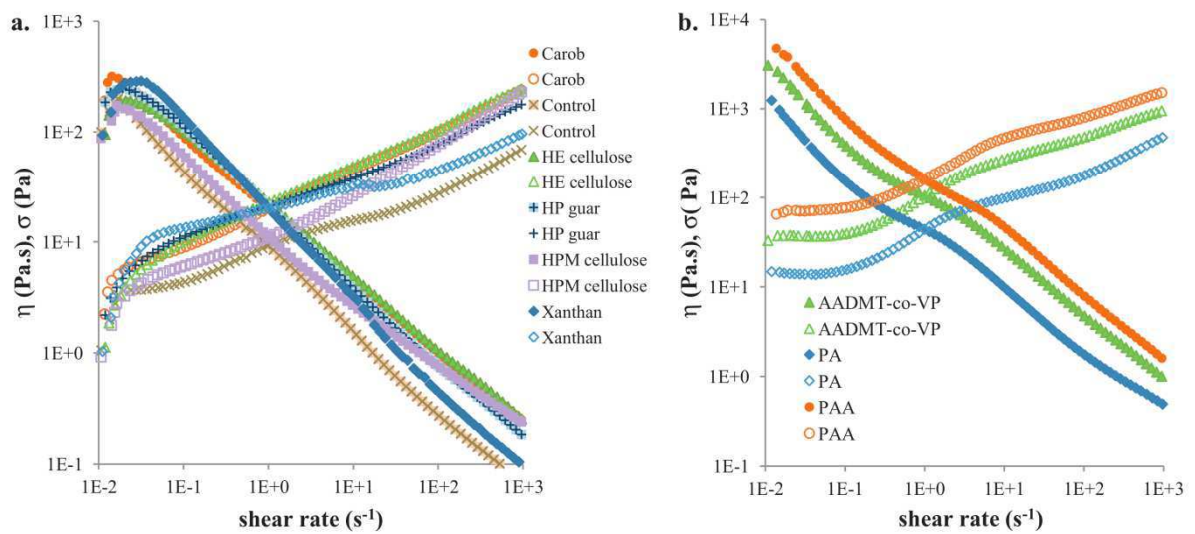 a.
1E+3
1E+2
1E+1
1E+0
1E-1
η (Pa.s), σ (Pa)
1E-2 1E-1 1E+0 1E+1 1E+2 1E+3
shear rate (s⁻¹)
Carob
Carob
Control
Control
HE cellulose
HE cellulose
HP guar
HP guar
HPM cellulose
HPM cellulose
Xanthan
Xanthan
b.
1E+4
1E+3
1E+2
1E+1
1E+0
1E-1
η (Pa.s), σ( Pa)
AADMT-co-VP
AADMT-co-VP
PA
PA
PAA
PAA
1E-2 1E-1 1E+0 1E+1 1E+2 1E+3
shear rate (s⁻¹)